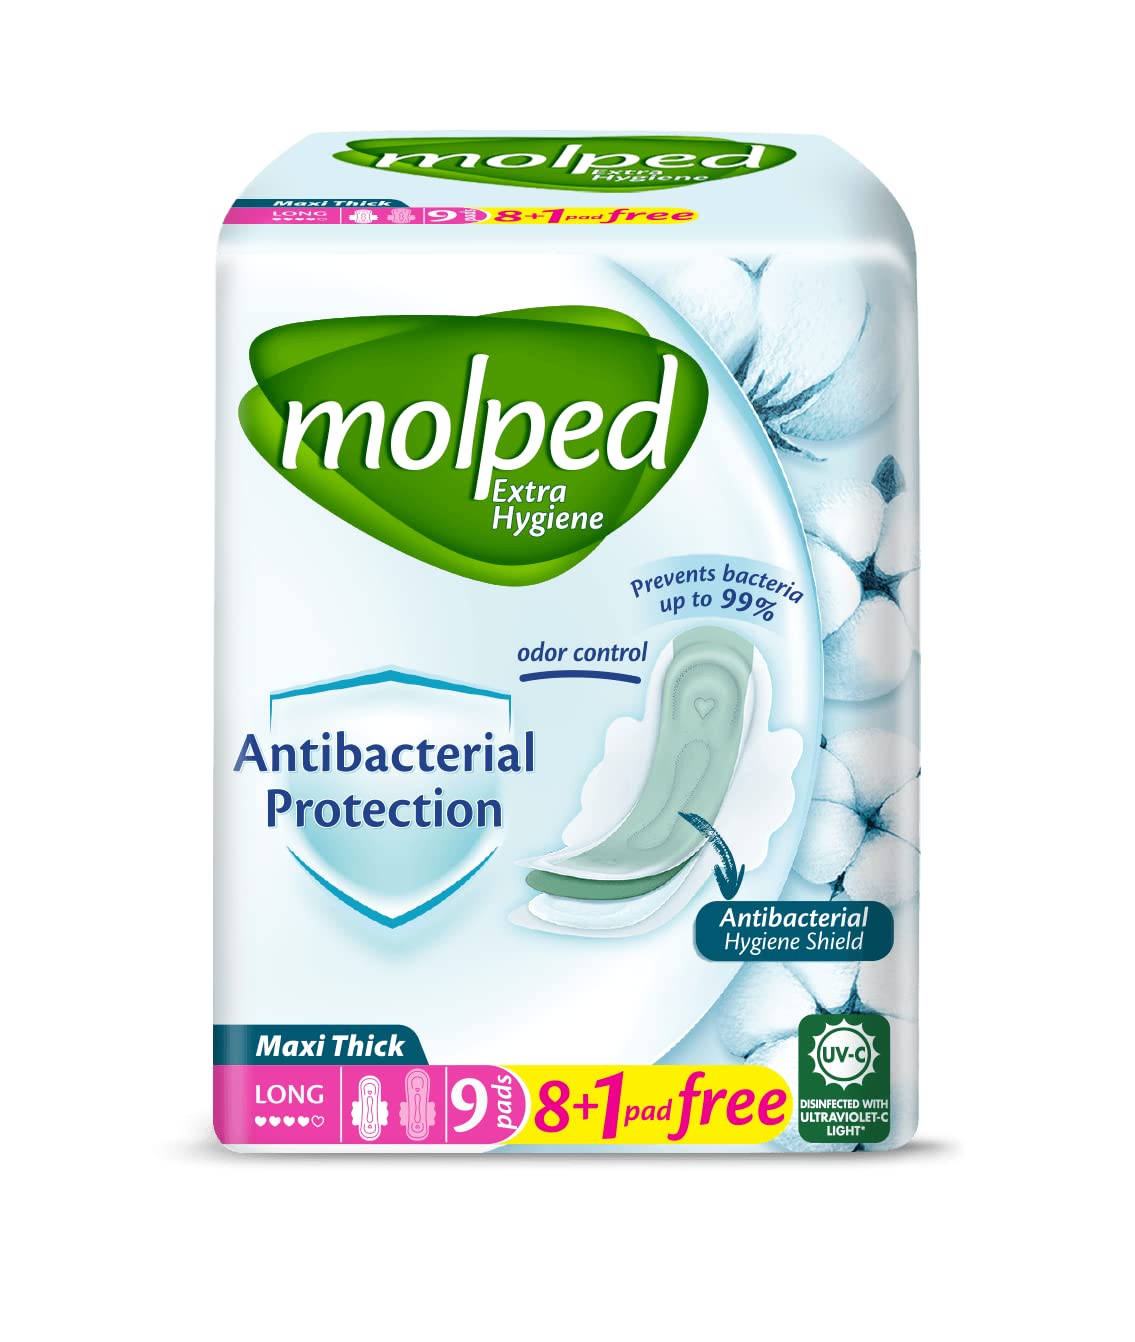 molped
Extra
Hygiene
Maxi Thick
LONG
9 pads
8+1 pad free
molped
Extra
Hygiene
Prevents bacteria
up to 99%
odor control
Antibacterial
Protection
Antibacterial
Hygiene Shield
Maxi Thick
LONG
9 pads
8+1 pad free
UV-C
DISINFECTED WITH
ULTRAVIOLET-C
LIGHT*